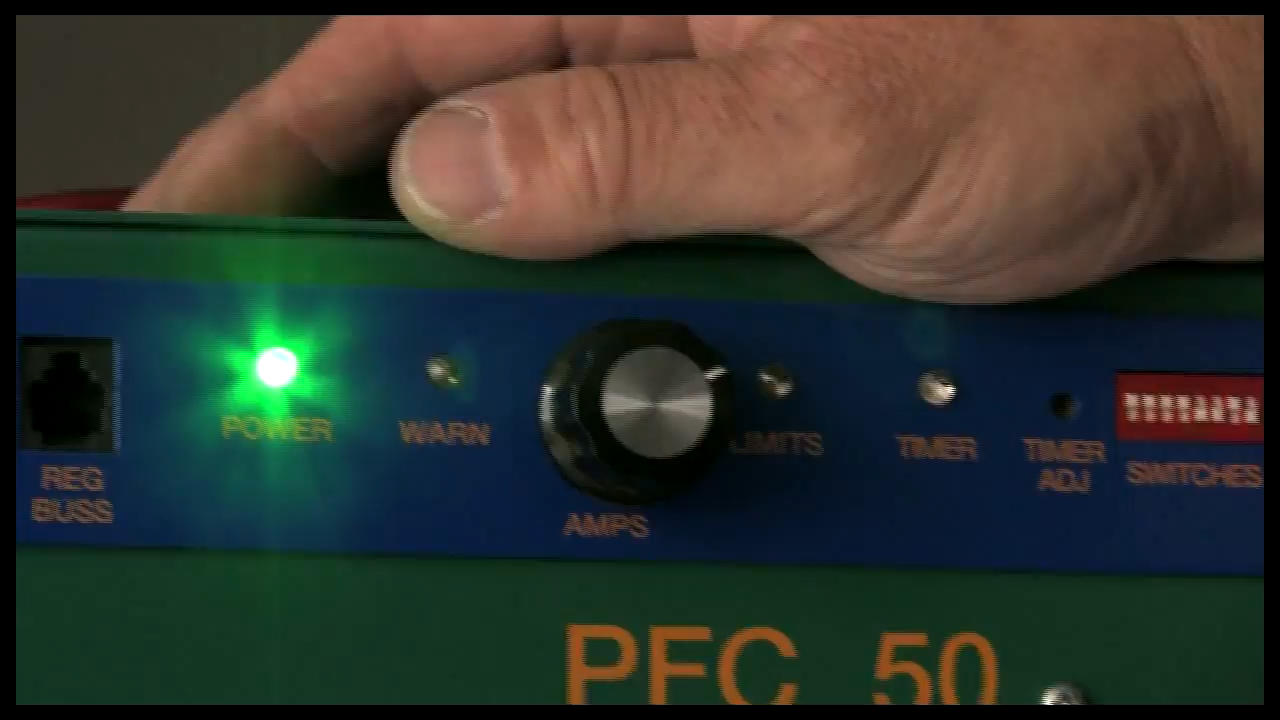 REG
BUSS
POWER
WARN
AMPS
LIMITS
TIMER
TIMER
ADJ
SWITCHES
PFC 50